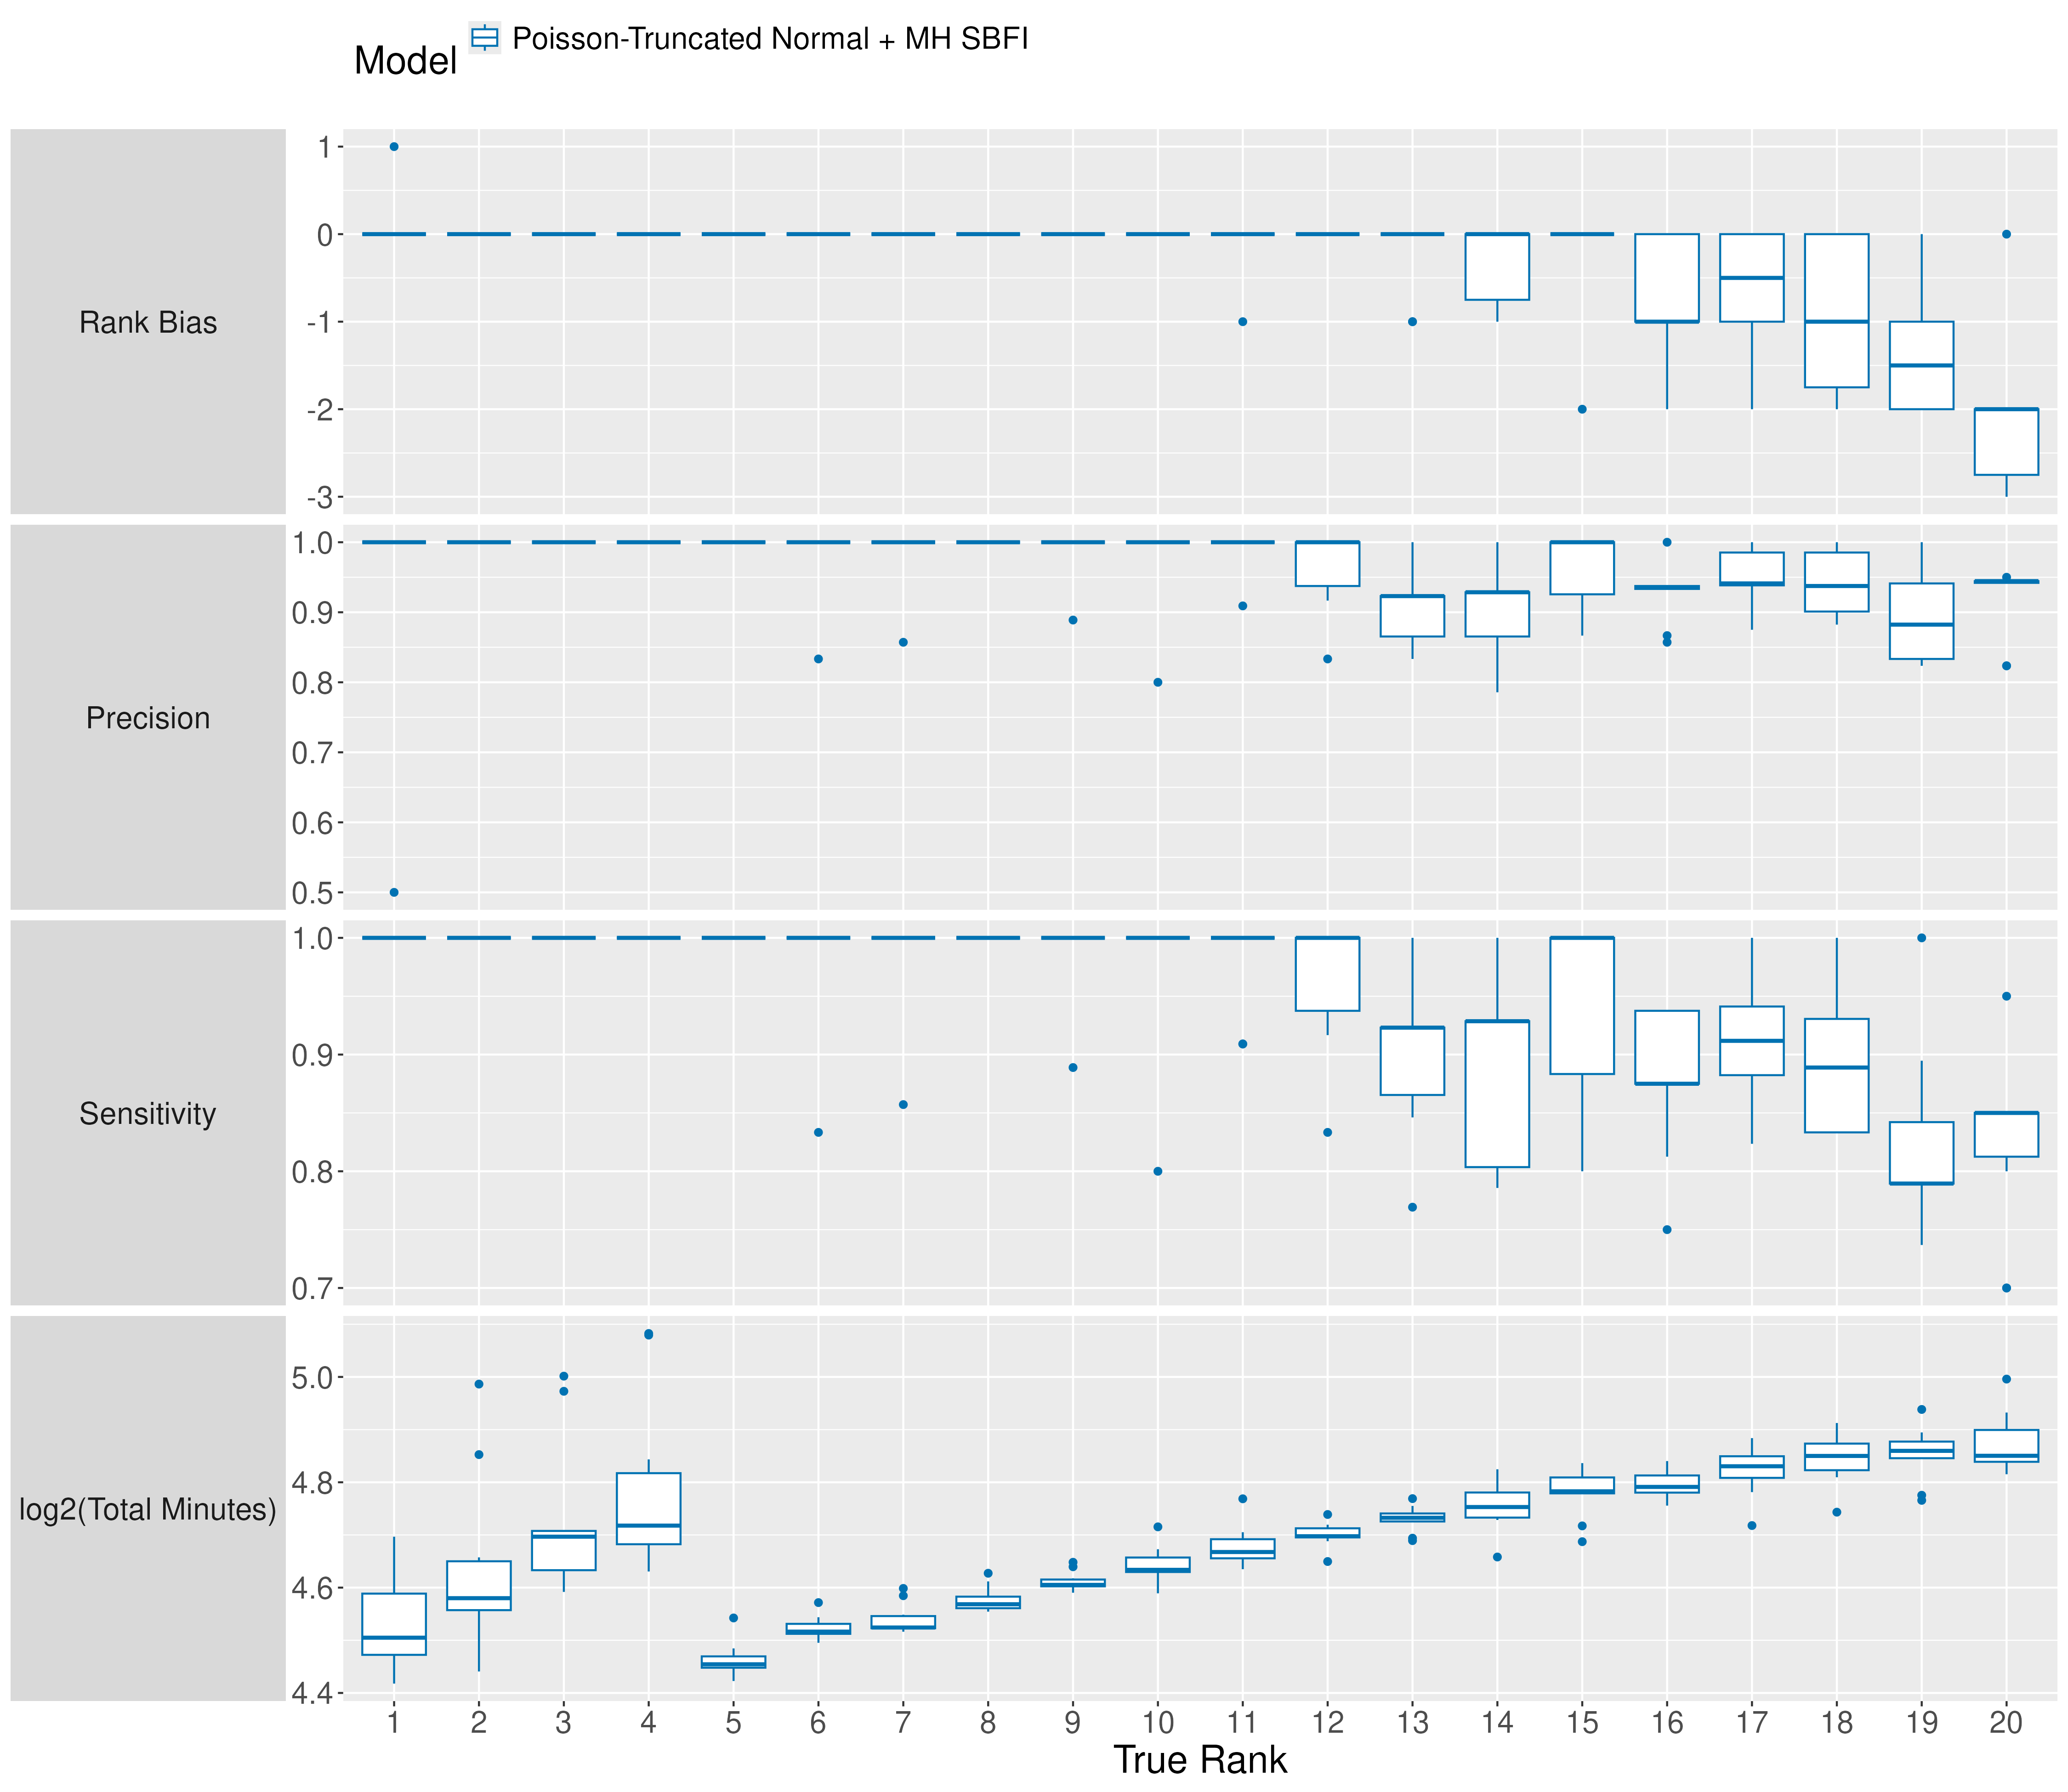 Model Poisson-Truncated Normal + MH SBFI
Rank Bias
1
0
-1
-2
-3
Precision
1.0
0.9
0.8
0.7
0.6
0.5
Sensitivity
1.0
0.9
0.8
0.7
log2(Total Minutes)
5.0
4.8
4.6
4.4
1 2 3 4 5 6 7 8 9 10 11 12 13 14 15 16 17 18 19 20
True Rank